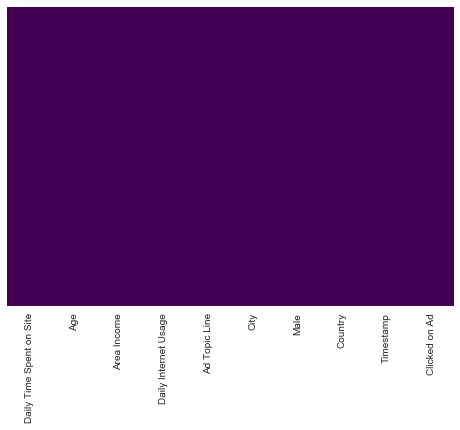 Daily Time Spent on Site
Age
Area Income
Daily Internet Usage
Ad Topic Line
City
Male
Country
Timestamp
Clicked on Ad